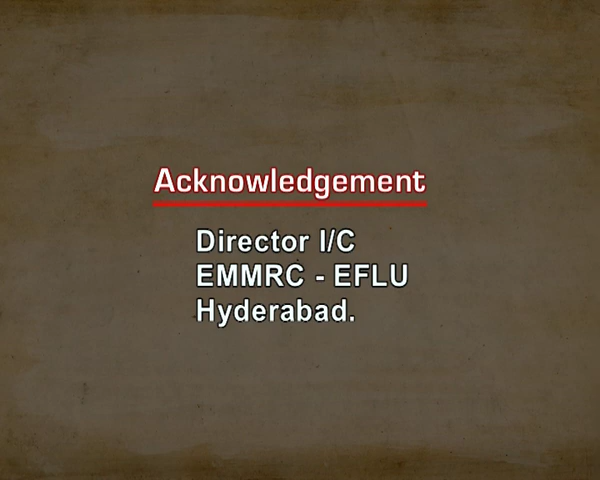 Acknowledgement
Director I/C
EMMRC - EFLU
Hyderabad.